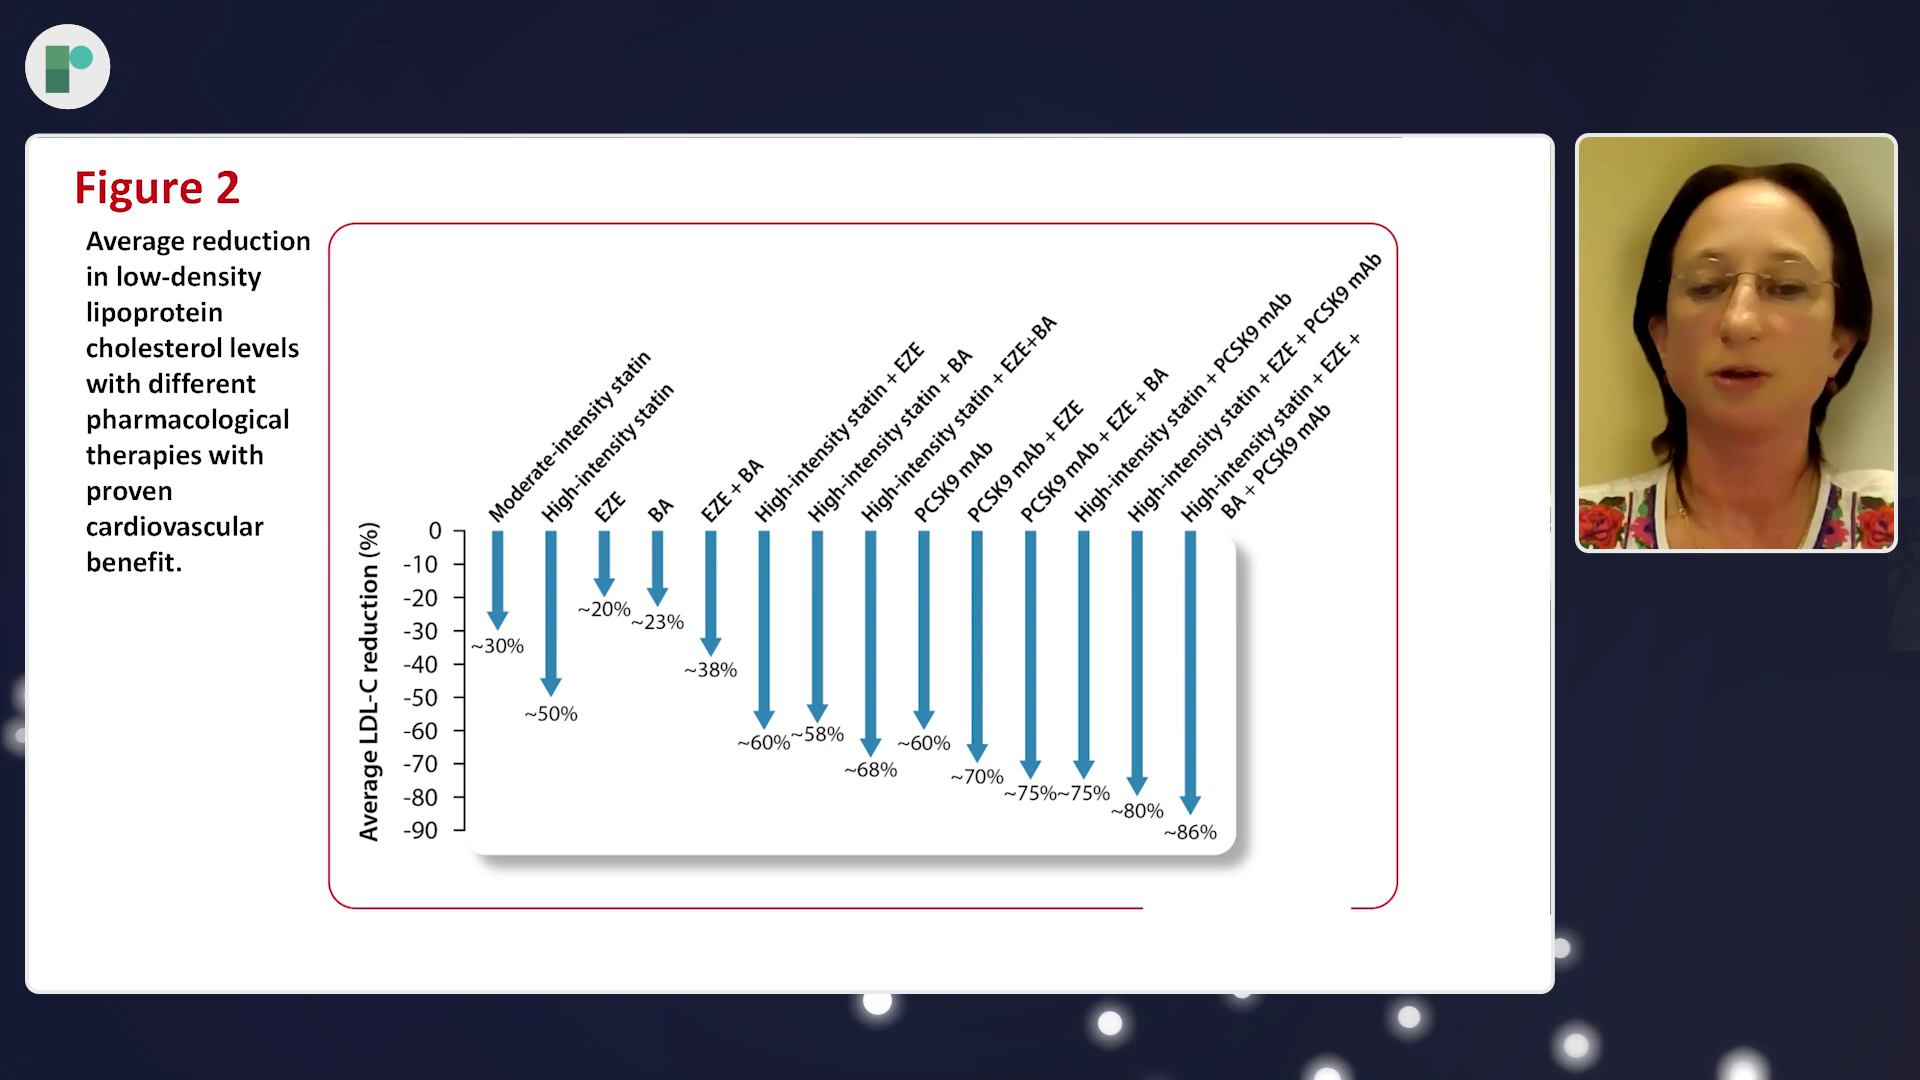 Figure 2
Average reduction
in low-density
lipoprotein
cholesterol levels
with different
pharmacological
therapies with
proven
cardiovascular
benefit.
Average LDL-C reduction (%)
0
-10
-20
-30
-40
-50
-60
-70
-80
-90
Moderate-intensity statin
High-intensity statin
EZE
BA
EZE + BA
High-intensity statin + EZE
High-intensity statin + BA
High-intensity statin + EZE+BA
PCSK9 mAb
PCSK9 mAb + EZE
PCSK9 mAb + EZE + BA
High-intensity statin + PCSK9 mAb
High-intensity statin + EZE + PCSK9 mAb
High-intensity statin + EZE +
BA + PCSK9 mAb
~30%
~50%
~20%
~23%
~38%
~60%
~58%
~68%
~60%
~70%
~75%
~75%
~80%
~86%